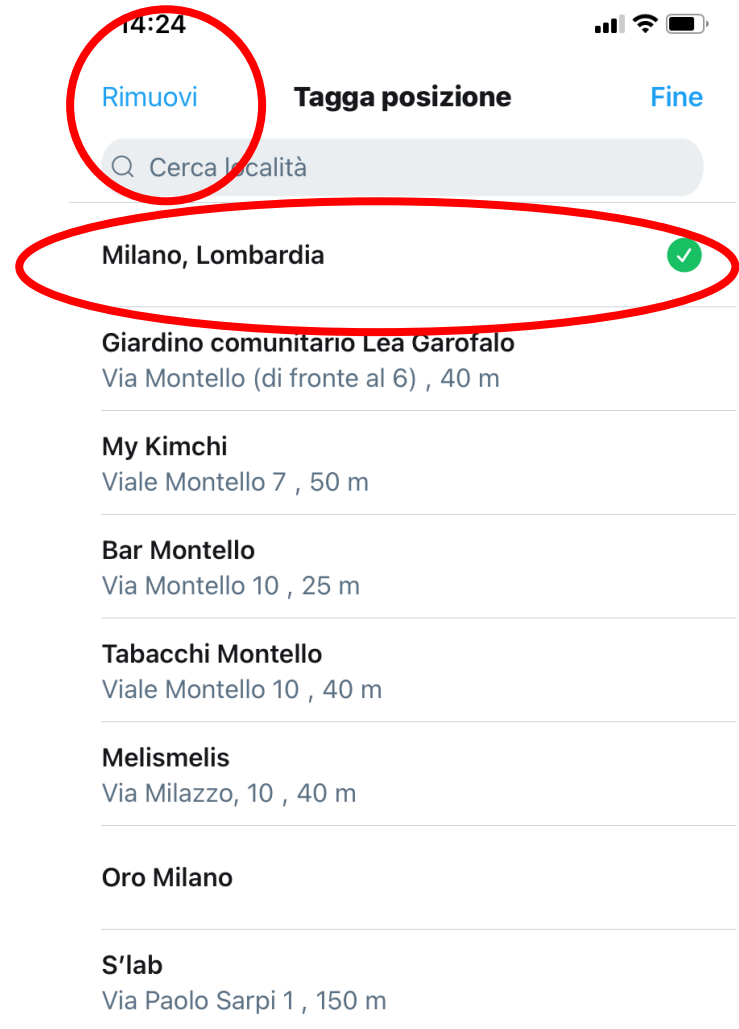 14:24
Rimuovi Tagga posizione Fine
Cerca località
Milano, Lombardia
Giardino comunitario Lea Garofalo
Via Montello (di fronte al 6) , 40 m
My Kimchi
Viale Montello 7 , 50 m
Bar Montello
Via Montello 10 , 25 m
Tabacchi Montello
Viale Montello 10 , 40 m
Melismelis
Via Milazzo, 10 , 40 m
Oro Milano
S’lab
Via Paolo Sarpi 1 , 150 m